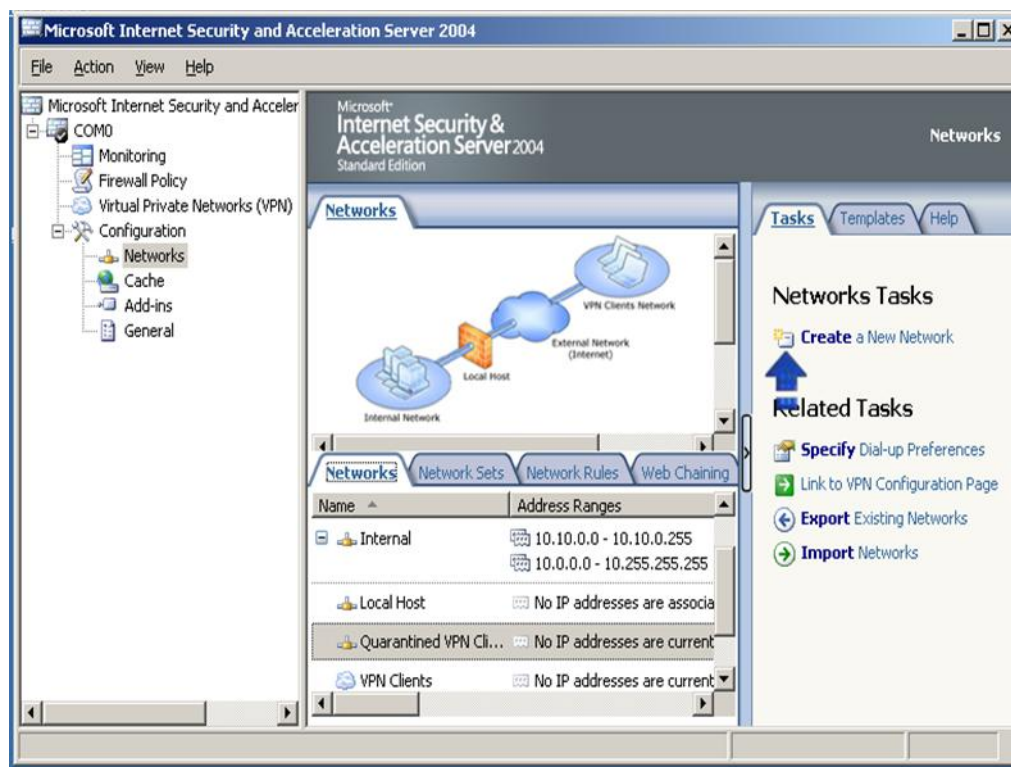 Microsoft Internet Security and Acceleration Server 2004
File Action View Help
Microsoft Internet Security and Acceler
COM0
Monitoring
Firewall Policy
Virtual Private Networks (VPN)
Configuration
Networks
Cache
Add-ins
General
Microsoft
Internet Security &
Acceleration Server 2004
Standard Edition
Networks
Networks
VPN Clients Network
External Network
(Internet)
Local Host
Internal Network
Networks Network Sets Network Rules Web Chaining
Name Address Ranges
Internal 10.10.0.0 - 10.10.0.255
10.0.0.0 - 10.255.255.255
Local Host No IP addresses are associa
Quarantined VPN Cli... No IP addresses are current
VPN Clients No IP addresses are current
Tasks Templates Help
Networks Tasks
Create a New Network
Related Tasks
Specify Dial-up Preferences
Link to VPN Configuration Page
Export Existing Networks
Import Networks